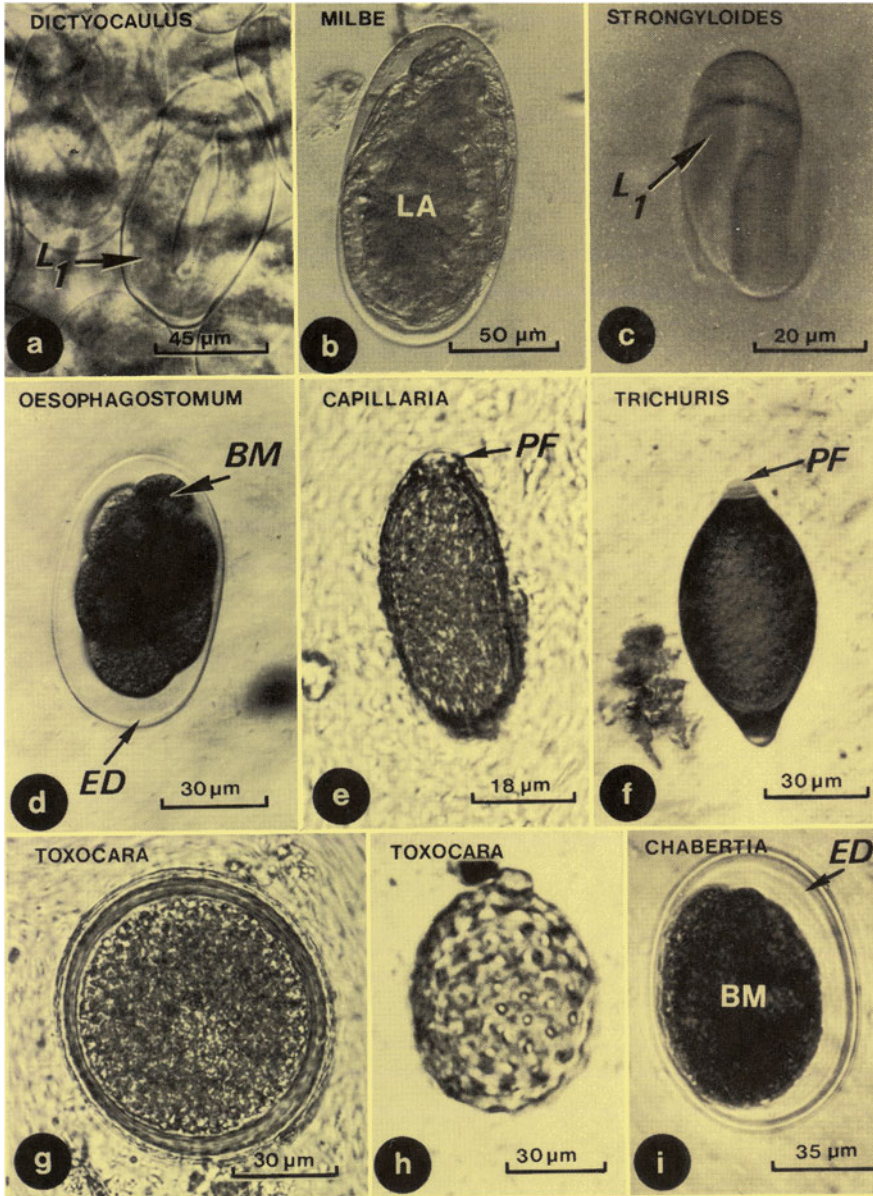 DICTYOCAULUS
L1
45 µm
a
MILBE
LA
50 µm
b
STRONGYLOIDES
L1
20 µm
c
OESOPHAGOSTOMUM
BM
ED
30 µm
d
CAPILLARIA
PF
18 µm
e
TRICHURIS
PF
30 µm
f
TOXOCARA
30 µm
g
TOXOCARA
30 µm
h
CHABERTIA
ED
BM
35 µm
i